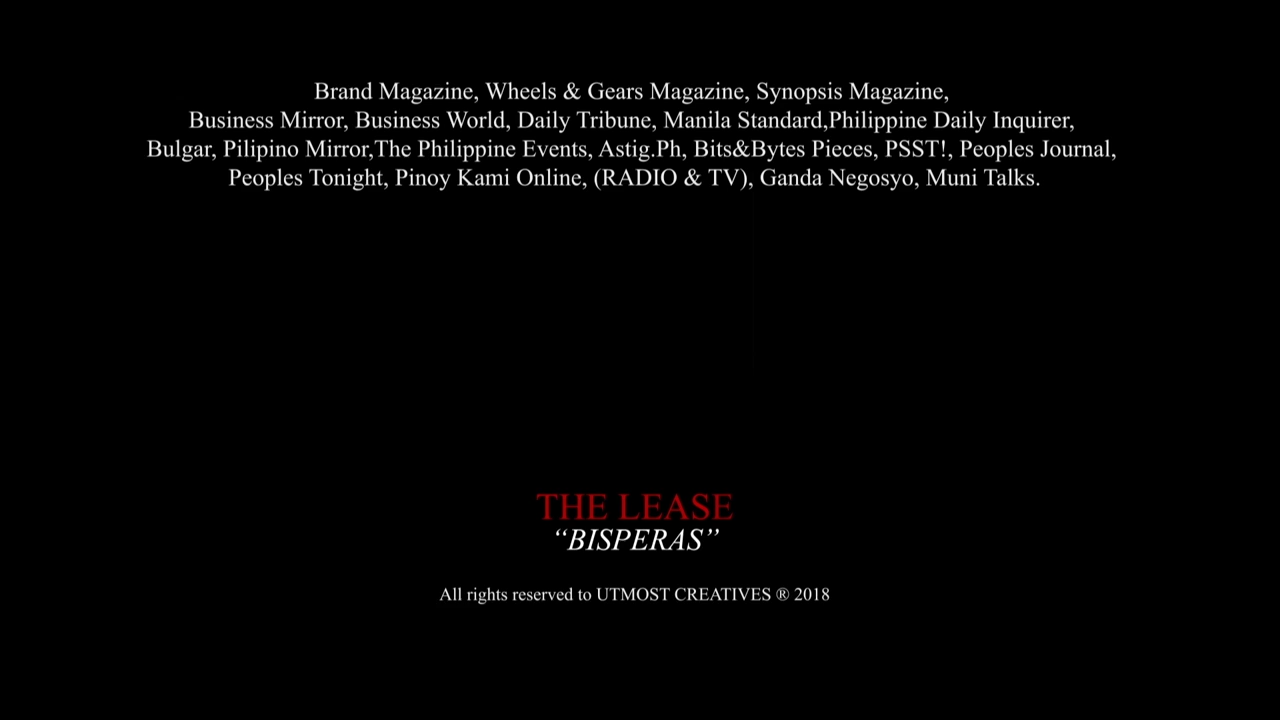 Brand Magazine, Wheels & Gears Magazine, Synopsis Magazine,
Business Mirror, Business World, Daily Tribune, Manila Standard,Philippine Daily Inquirer,
Bulgar, Pilipino Mirror,The Philippine Events, Astig.Ph, Bits&Bytes Pieces, PSST!, Peoples Journal,
Peoples Tonight, Pinoy Kami Online, (RADIO & TV), Ganda Negosyo, Muni Talks.
THE LEASE
“BISPERAS”
All rights reserved to UTMOST CREATIVES ® 2018